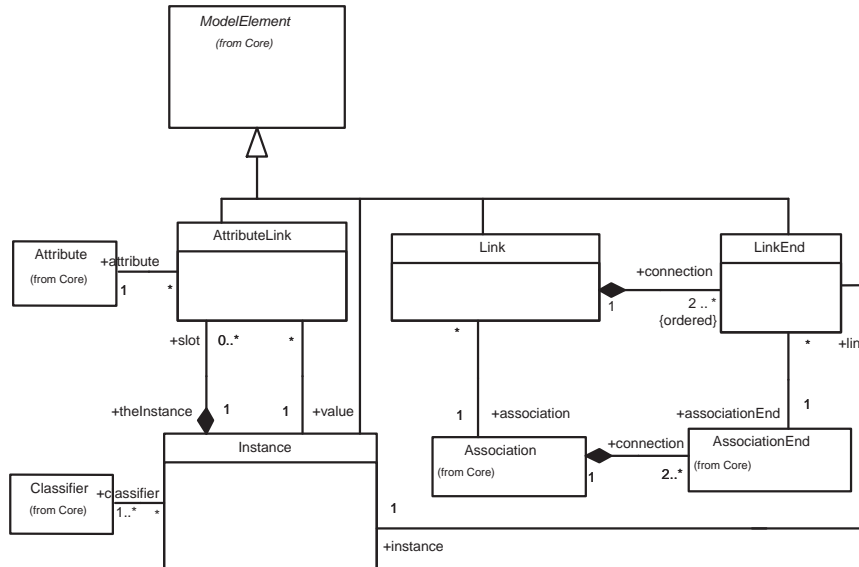 ModelElement
(from Core)
AttributeLink
Link
LinkEnd
Attribute
(from Core)
+attribute
1
*
+connection
1
2 .. *
{ordered}
+slot
0..*
*
*
*
+lin
+theInstance
1
1
+value
1
+association
+associationEnd
1
Instance
Association
(from Core)
+connection
1
2..*
AssociationEnd
(from Core)
Classifier
(from Core)
+classifier
1..*
*
1
+instance